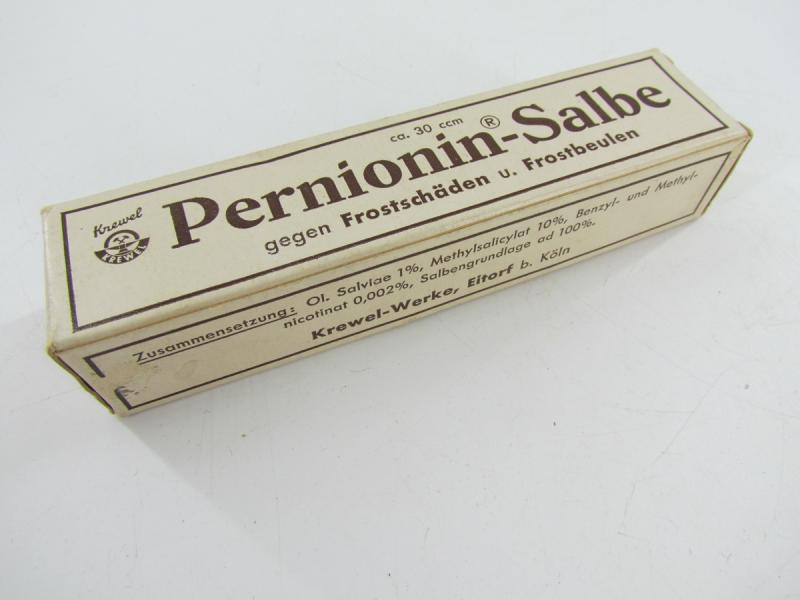 ca. 30 ccm
Krewel
KREWEL
Pernionin®-Salbe
gegen Frostschäden u. Frostbeulen
Zusammensetzung: Ol. Salviae 1%, Methylsalicylat 10%, Benzyl- und Methyl-
nicotinat 0,002%, Salbengrundlage ad 100%.
Krewel-Werke, Eitorf b. Köln